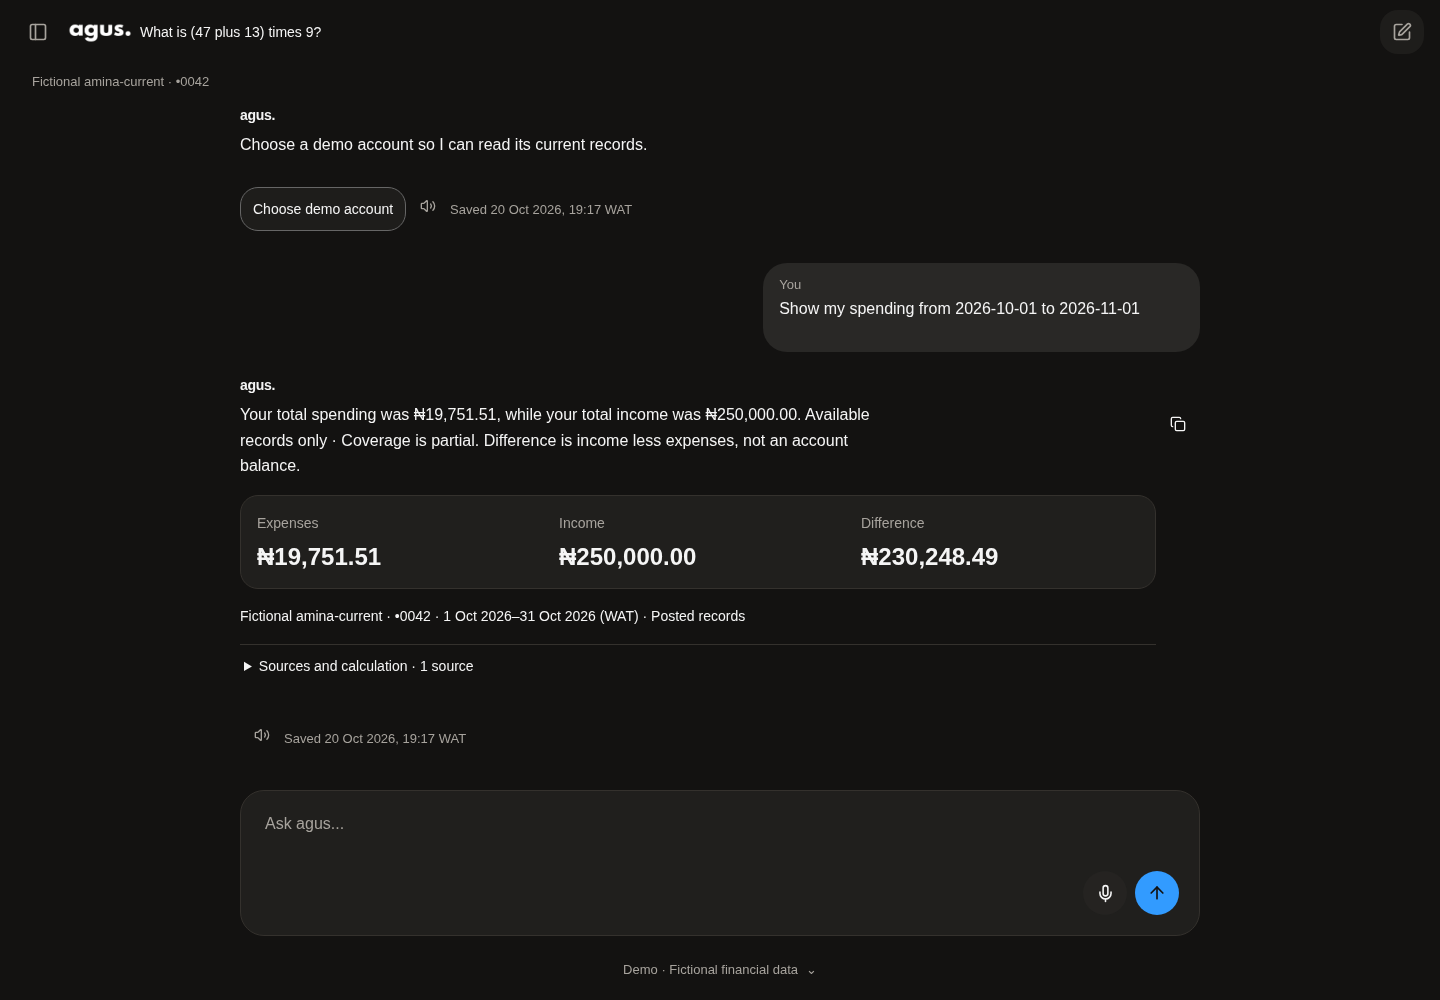 agus. What is (47 plus 13) times 9?
Fictional amina-current · •0042
agus.
Choose a demo account so I can read its current records.
Choose demo account
Saved 20 Oct 2026, 19:17 WAT
You
Show my spending from 2026-10-01 to 2026-11-01
agus.
Your total spending was ₦19,751.51, while your total income was ₦250,000.00. Available
records only · Coverage is partial. Difference is income less expenses, not an account
balance.
Expenses Income Difference
₦19,751.51 ₦250,000.00 ₦230,248.49
Fictional amina-current · •0042 · 1 Oct 2026–31 Oct 2026 (WAT) · Posted records
Sources and calculation · 1 source
Saved 20 Oct 2026, 19:17 WAT
Ask agus...
Demo · Fictional financial data